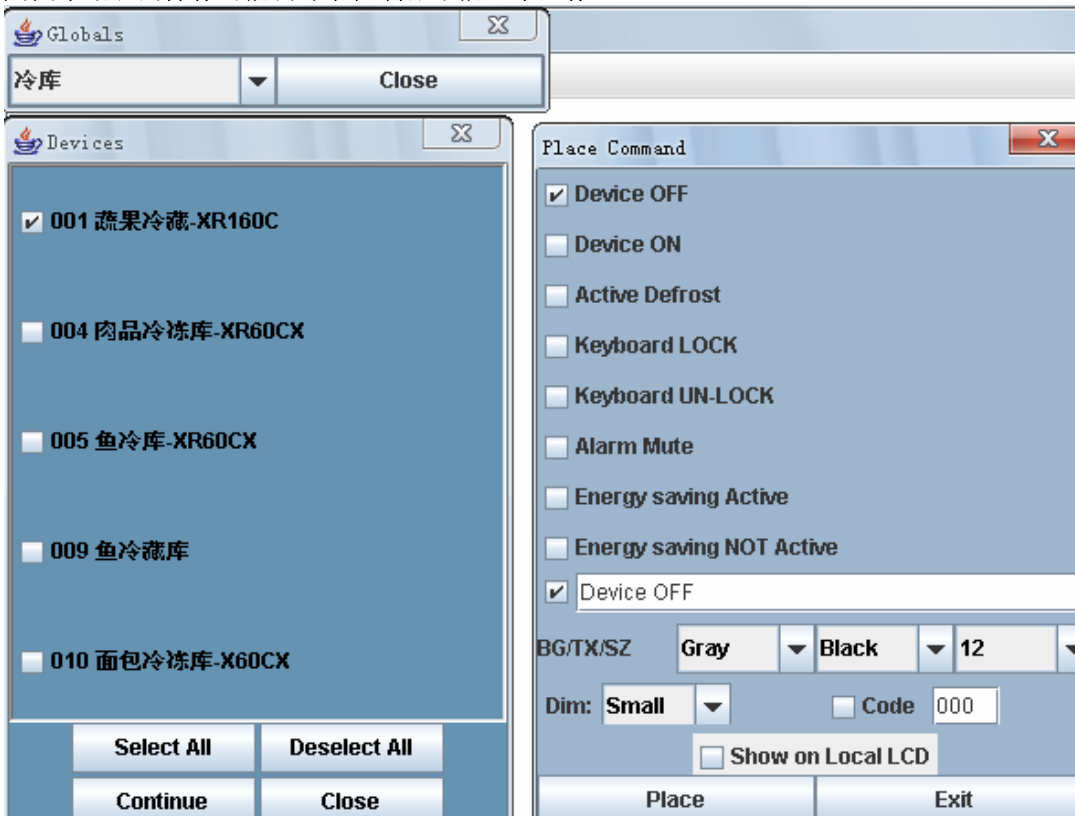 Globals
冷库
Close
Devices
001 蔬果冷藏-XR160C
004 肉品冷冻库-XR60CX
005 鱼冷库-XR60CX
009 鱼冷藏库
010 面包冷冻库-X60CX
Select All
Deselect All
Continue
Close
Place Command
Device OFF
Device ON
Active Defrost
Keyboard LOCK
Keyboard UN-LOCK
Alarm Mute
Energy saving Active
Energy saving NOT Active
Device OFF
BG/TX/SZ Gray Black 12
Dim: Small Code 000
Show on Local LCD
Place Exit